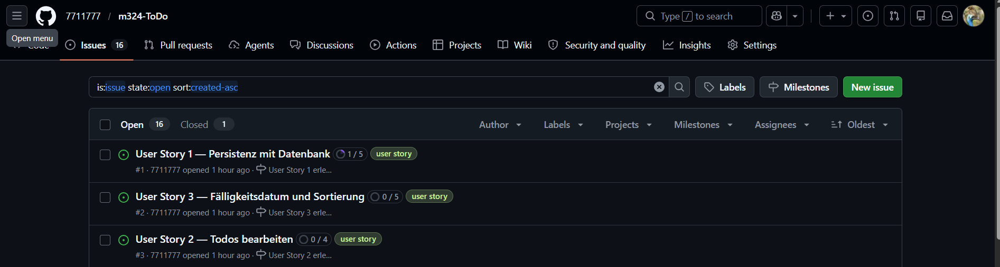 7711777 / m324-ToDo
Type / to search
Open menu
Code
Issues 16
Pull requests
Agents
Discussions
Actions
Projects
Wiki
Security and quality
Insights
Settings
is:issue state:open sort:created-asc
Labels
Milestones
New issue
Open 16
Closed 1
Author
Labels
Projects
Milestones
Assignees
Oldest
User Story 1 — Persistenz mit Datenbank 1 / 5 user story
#1 · 7711777 opened 1 hour ago · User Story 1 erle...
User Story 3 — Fälligkeitsdatum und Sortierung 0 / 5 user story
#2 · 7711777 opened 1 hour ago · User Story 3 erle...
User Story 2 — Todos bearbeiten 0 / 4 user story
#3 · 7711777 opened 1 hour ago · User Story 2 erle...